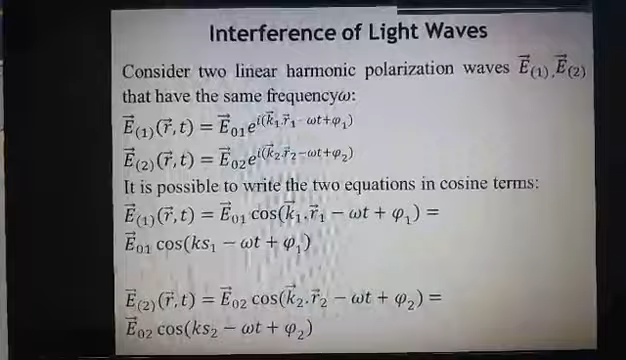 Interference of Light Waves
Consider two linear harmonic polarization waves E⃗₍₁₎,E⃗₍₂₎
that have the same frequencyω:
E⃗₍₁₎(r⃗, t) = E⃗₀₁e^{i(k⃗₁.r⃗₁−ωt+φ₁)}
E⃗₍₂₎(r⃗, t) = E⃗₀₂e^{i(k⃗₂.r⃗₂−ωt+φ₂)}
It is possible to write the two equations in cosine terms:
E⃗₍₁₎(r⃗, t) = E⃗₀₁ cos(k⃗₁.r⃗₁ − ωt + φ₁) =
E⃗₀₁ cos(ks₁ − ωt + φ₁)
E⃗₍₂₎(r⃗, t) = E⃗₀₂ cos(k⃗₂.r⃗₂ − ωt + φ₂) =
E⃗₀₂ cos(ks₂ − ωt + φ₂)